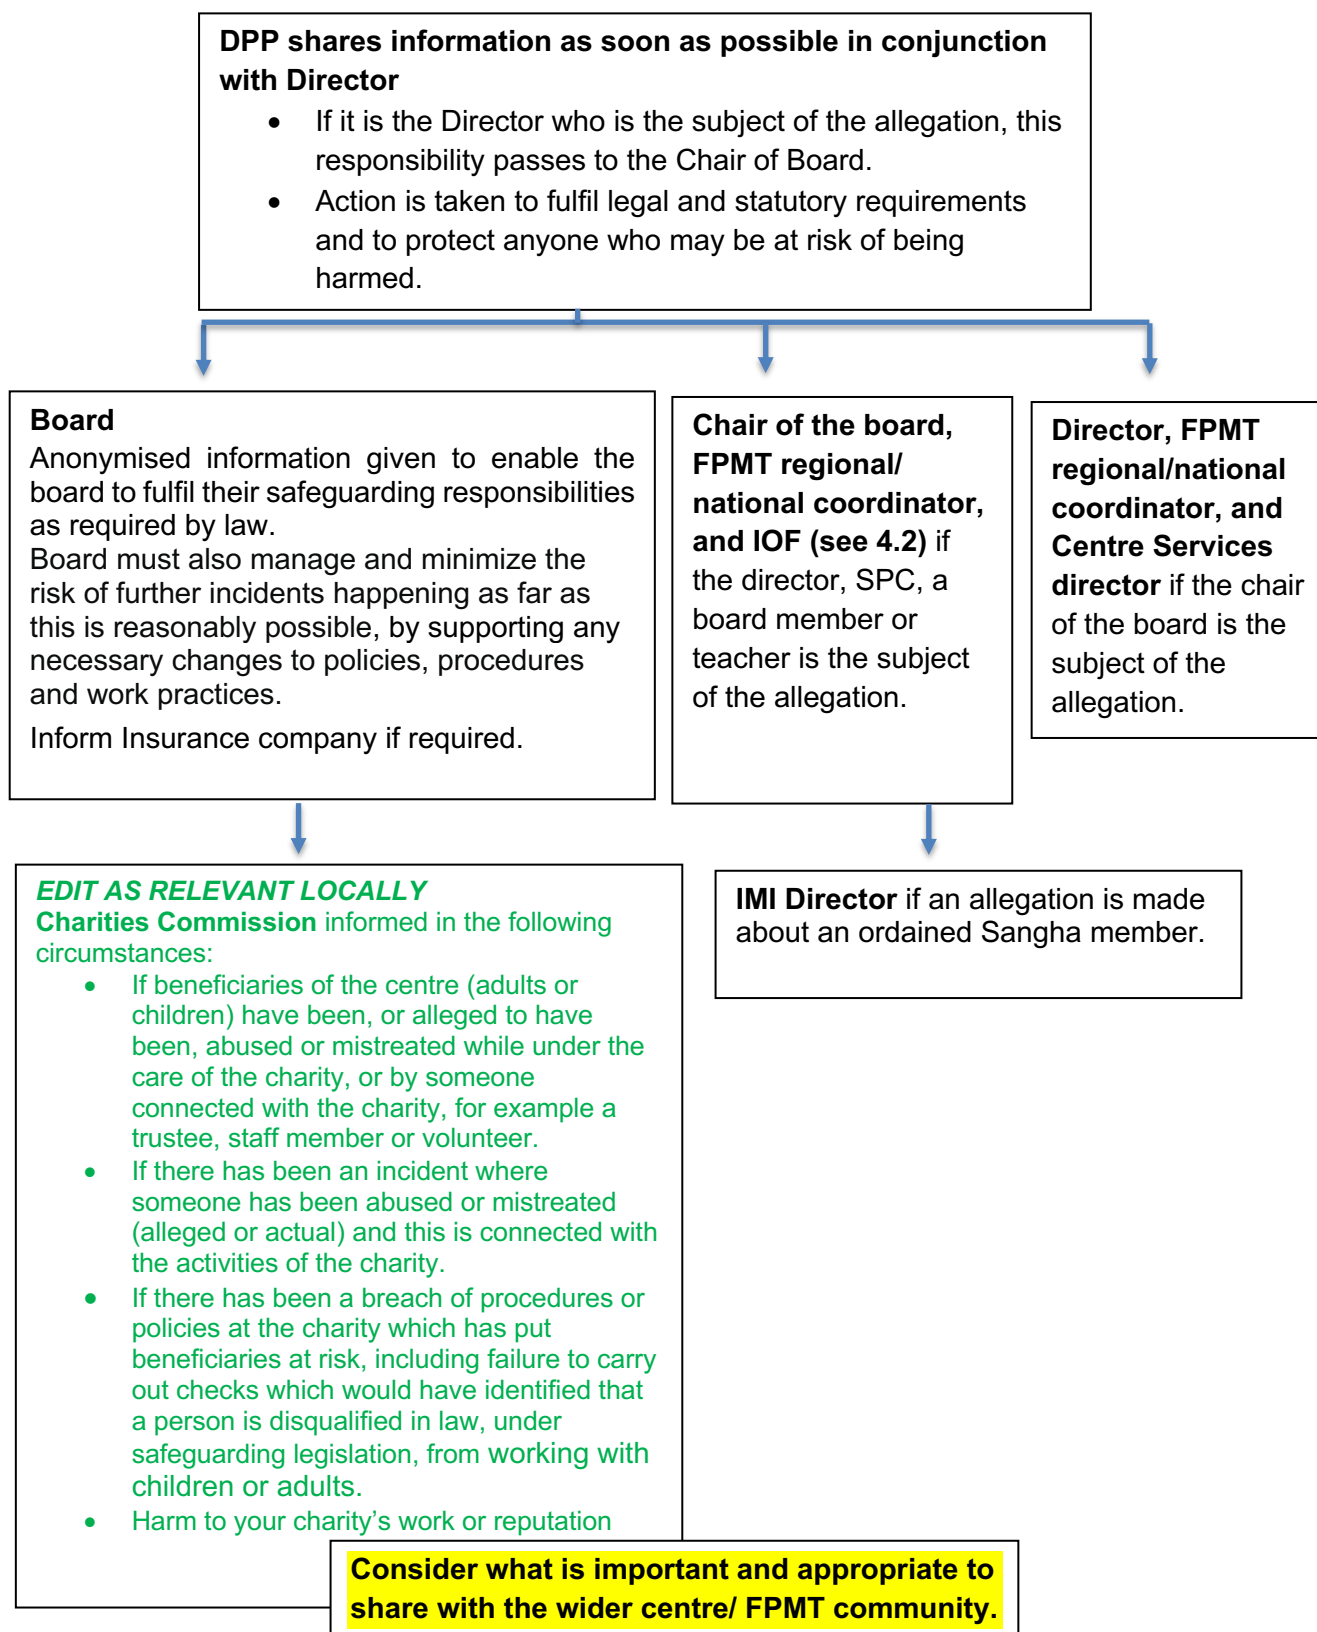 DPP shares information as soon as possible in conjunction
with Director
• If it is the Director who is the subject of the allegation, this
responsibility passes to the Chair of Board.
• Action is taken to fulfil legal and statutory requirements
and to protect anyone who may be at risk of being
harmed.
Board
Anonymised information given to enable the
board to fulfil their safeguarding responsibilities
as required by law.
Board must also manage and minimize the
risk of further incidents happening as far as
this is reasonably possible, by supporting any
necessary changes to policies, procedures
and work practices.
Inform Insurance company if required.
Chair of the board,
FPMT regional/
national coordinator,
and IOF (see 4.2) if
the director, SPC, a
board member or
teacher is the subject
of the allegation.
Director, FPMT
regional/national
coordinator, and
Centre Services
director if the chair
of the board is the
subject of the
allegation.
EDIT AS RELEVANT LOCALLY
Charities Commission informed in the following
circumstances:
• If beneficiaries of the centre (adults or
children) have been, or alleged to have
been, abused or mistreated while under the
care of the charity, or by someone
connected with the charity, for example a
trustee, staff member or volunteer.
• If there has been an incident where
someone has been abused or mistreated
(alleged or actual) and this is connected with
the activities of the charity.
• If there has been a breach of procedures or
policies at the charity which has put
beneficiaries at risk, including failure to carry
out checks which would have identified that
a person is disqualified in law, under
safeguarding legislation, from working with
children or adults.
• Harm to your charity’s work or reputation
IMI Director if an allegation is made
about an ordained Sangha member.
Consider what is important and appropriate to
share with the wider centre/ FPMT community.